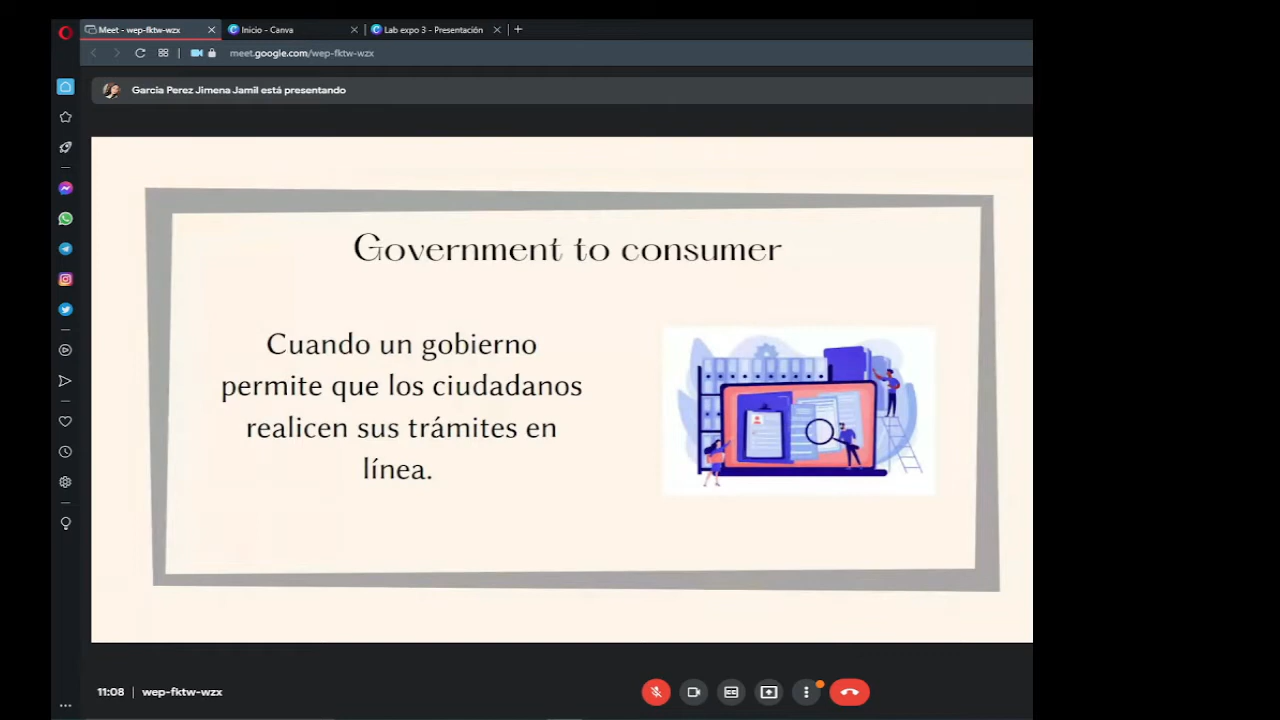 Meet - wep-fktw-wzx
Inicio - Canva
Lab expo 3 - Presentación
meet.google.com/wep-fktw-wzx
Garcia Perez Jimena Jamil está presentando
Government to consumer
Cuando un gobierno
permite que los ciudadanos
realicen sus trámites en
línea.
11:08 | wep-fktw-wzx